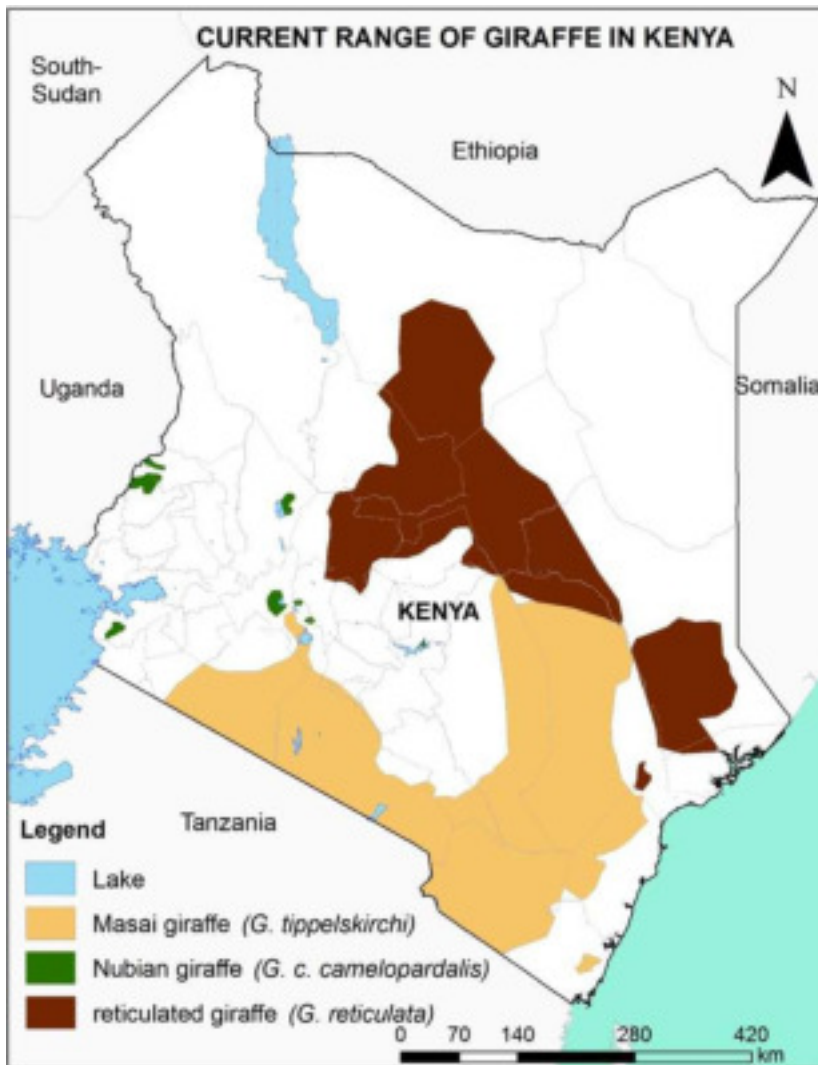 CURRENT RANGE OF GIRAFFE IN KENYA
South-
Sudan
N
Ethiopia
Uganda
Somalia
KENYA
Tanzania
Legend
Lake
Masai giraffe (G. tippelskirchi)
Nubian giraffe (G. c. camelopardalis)
reticulated giraffe (G. reticulata)
0 70 140 280 420
km